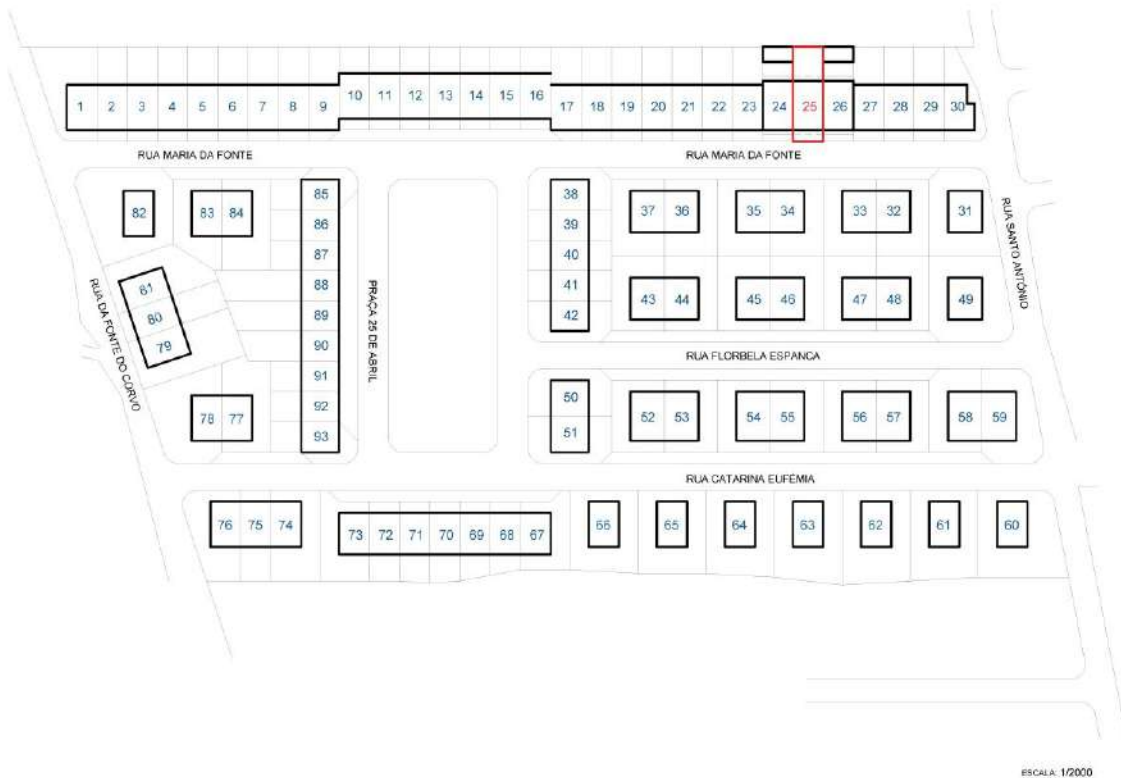 1 2 3 4 5 6 7 8 9 10 11 12 13 14 15 16 17 18 19 20 21 22 23 24 25 26 27 28 29 30
RUA MARIA DA FONTE RUA MARIA DA FONTE
82 83 84 85 38 37 36 35 34 33 32 31
86 39
87 40
81 88 41 43 44 45 46 47 48 49
80 89 42
79 90
RUA DA FONTE DO CORVO
PRAÇA 25 DE ABRIL
RUA SANTO ANTÓNIO
RUA FLORBELA ESPANCA
91
78 77 92 50 52 53 54 55 56 57 58 59
93 51
RUA CATARINA EUFÉMIA
76 75 74 73 72 71 70 69 68 67 66 65 64 63 62 61 60
ESCALA: 1/2000